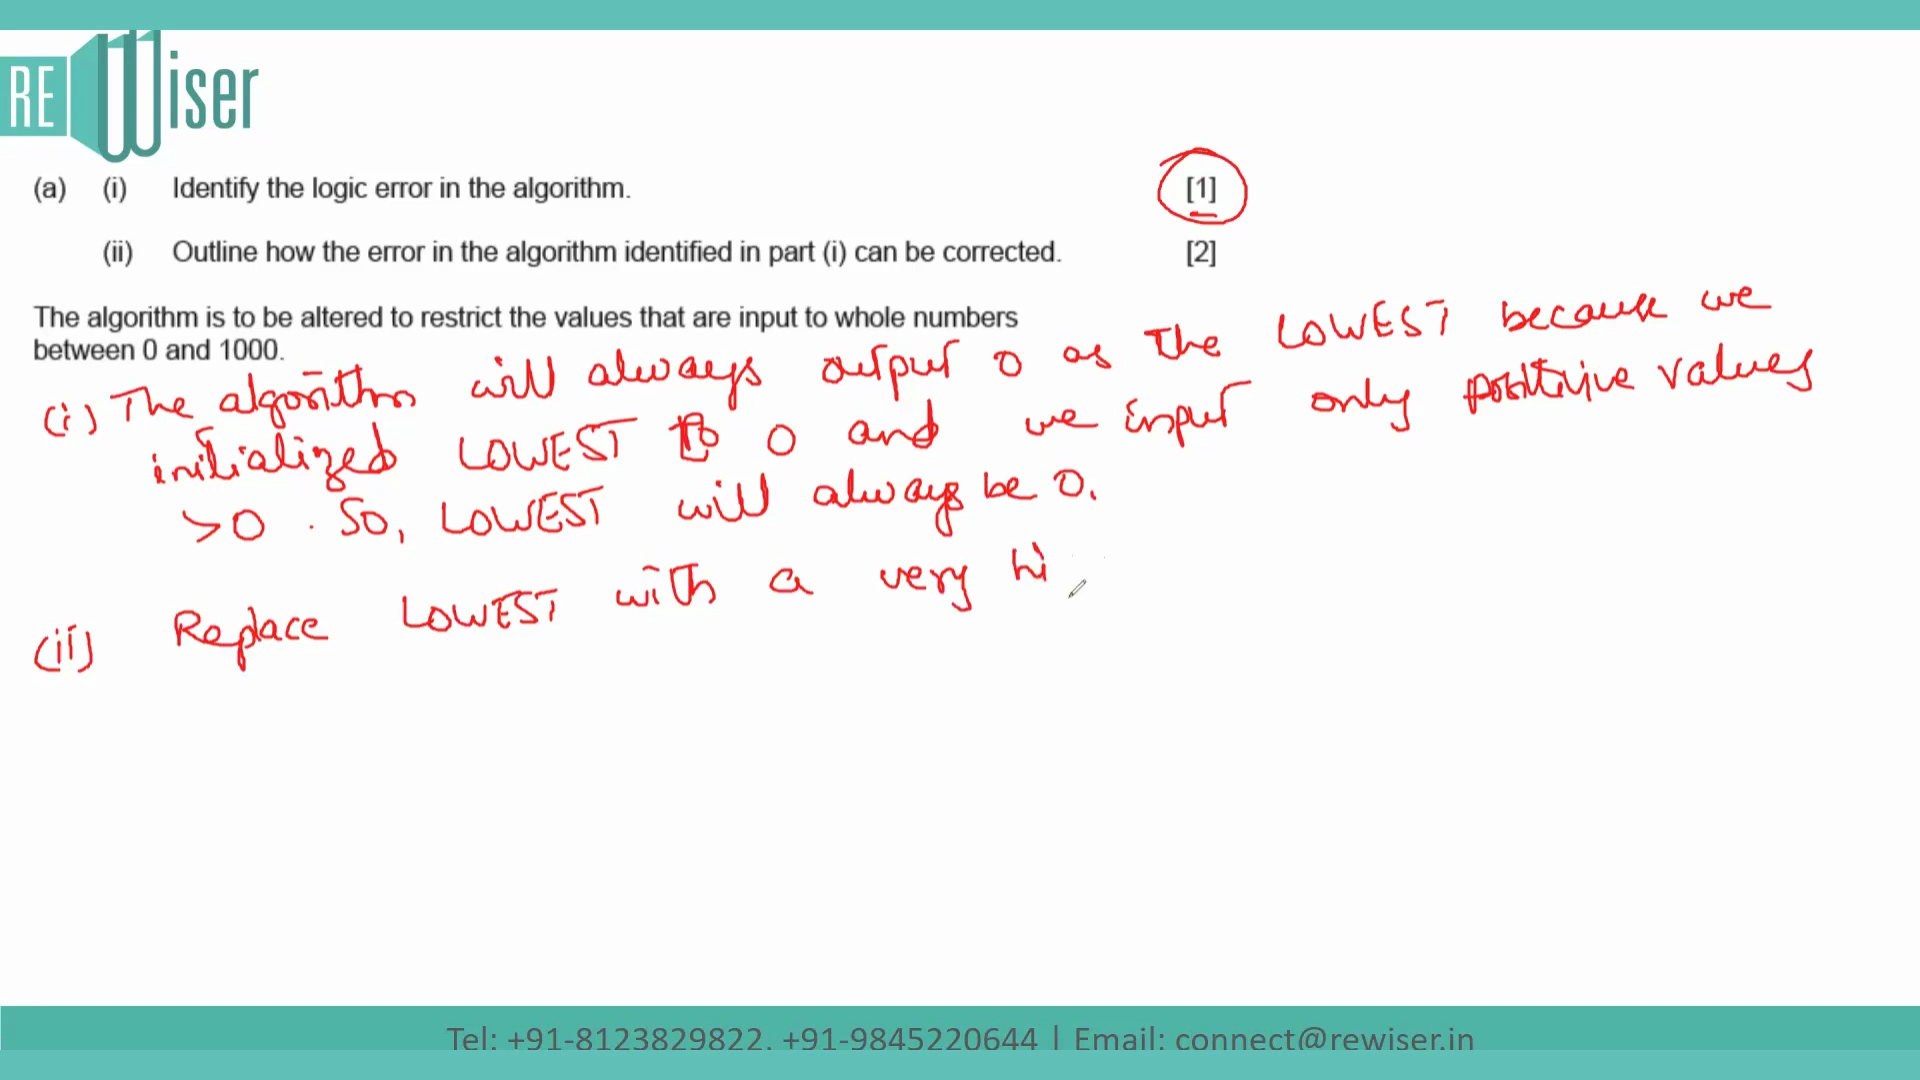 REWiser
(a) (i) Identify the logic error in the algorithm. [1]
(ii) Outline how the error in the algorithm identified in part (i) can be corrected. [2]
The algorithm is to be altered to restrict the values that are input to whole numbers
between 0 and 1000.
(i) The algorithm will always output 0 as the LOWEST because we
initialized LOWEST to 0 and we input only positive values
>0 . So, LOWEST will always be 0.
(ii) Replace LOWEST with a very hi
Tel: +91-8123829822, +91-9845220644 | Email: connect@rewiser.in